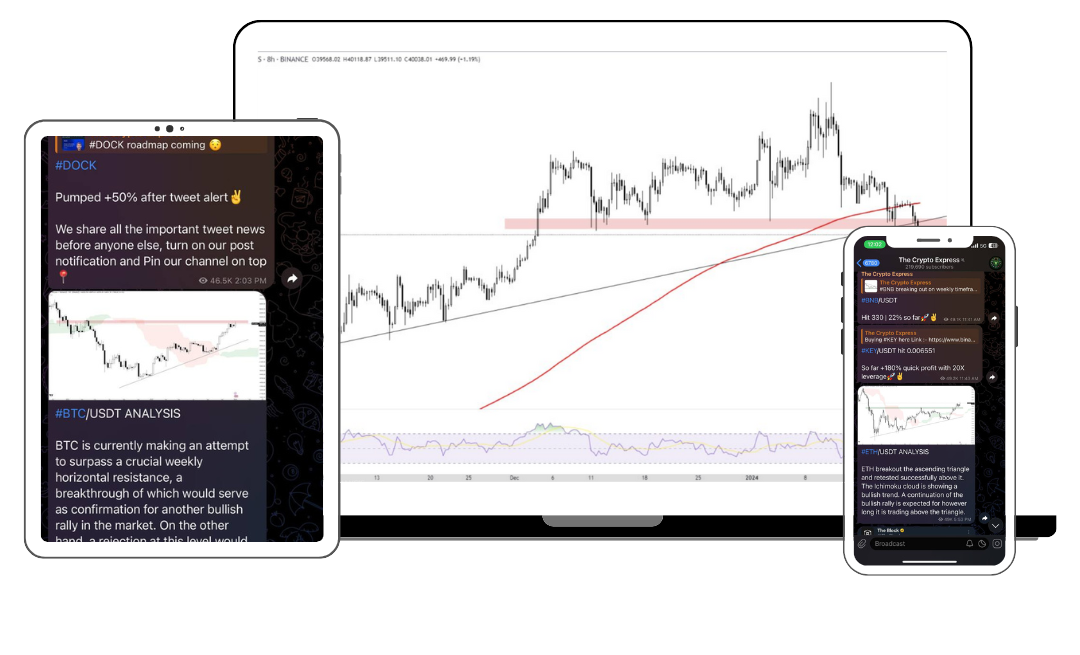 S · 8h · BINANCE O39568.02 H40118.87 L39511.10 C40038.01 +469.99 (+1.19%)
13
20
25
Dec
6
11
18
25
2024
8
#DOCK roadmap coming 😏
#DOCK
Pumped +50% after tweet alert✌️
We share all the important tweet news
before anyone else, turn on our post
notification and Pin our channel on top
📍
46.5K 2:03 PM
#BTC/USDT ANALYSIS
BTC is currently making an attempt
to surpass a crucial weekly
horizontal resistance, a
breakthrough of which would serve
as confirmation for another bullish
rally in the market. On the other
hand, a rejection at this level would
12:02
5G
The Crypto Express
219,690 subscribers
The Crypto Express
The Crypto Express
#BNB breaking out on weekly timefra...
#BNB/USDT
Hit 330 | 22% so far🚀✌️
The Crypto Express
Buying #KEY here Link :- https://www.bina...
#KEY/USDT hit 0.006551
So far +180% quick profit with 20X
leverage🚀✌️
#ETH/USDT ANALYSIS
ETH breakout the ascending triangle
and retested successfully above it.
The Ichimoku cloud is showing a
bullish trend. A continuation of the
bullish rally is expected for however
long it is trading above the triangle.
The Block
Broadcast